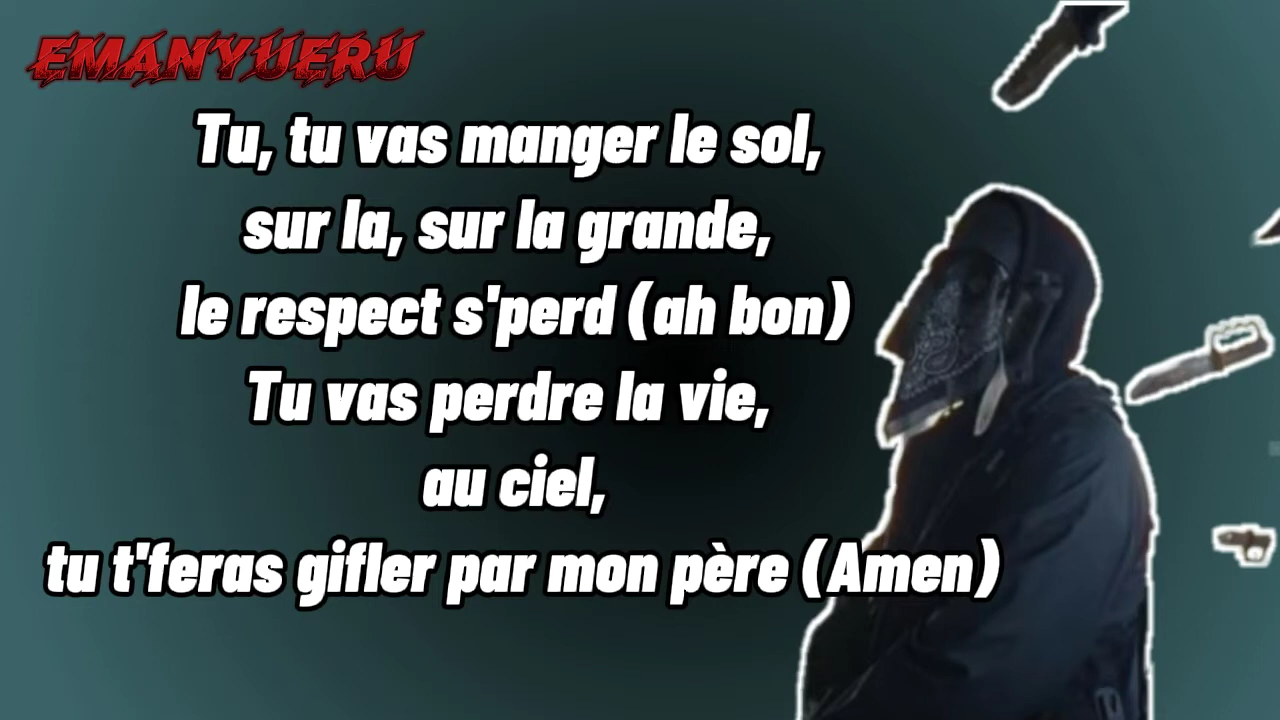 EMANYUERU
Tu, tu vas manger le sol,
sur la, sur la grande,
le respect s'perd (ah bon)
Tu vas perdre la vie,
au ciel,
tu t'feras gifler par mon père (Amen)